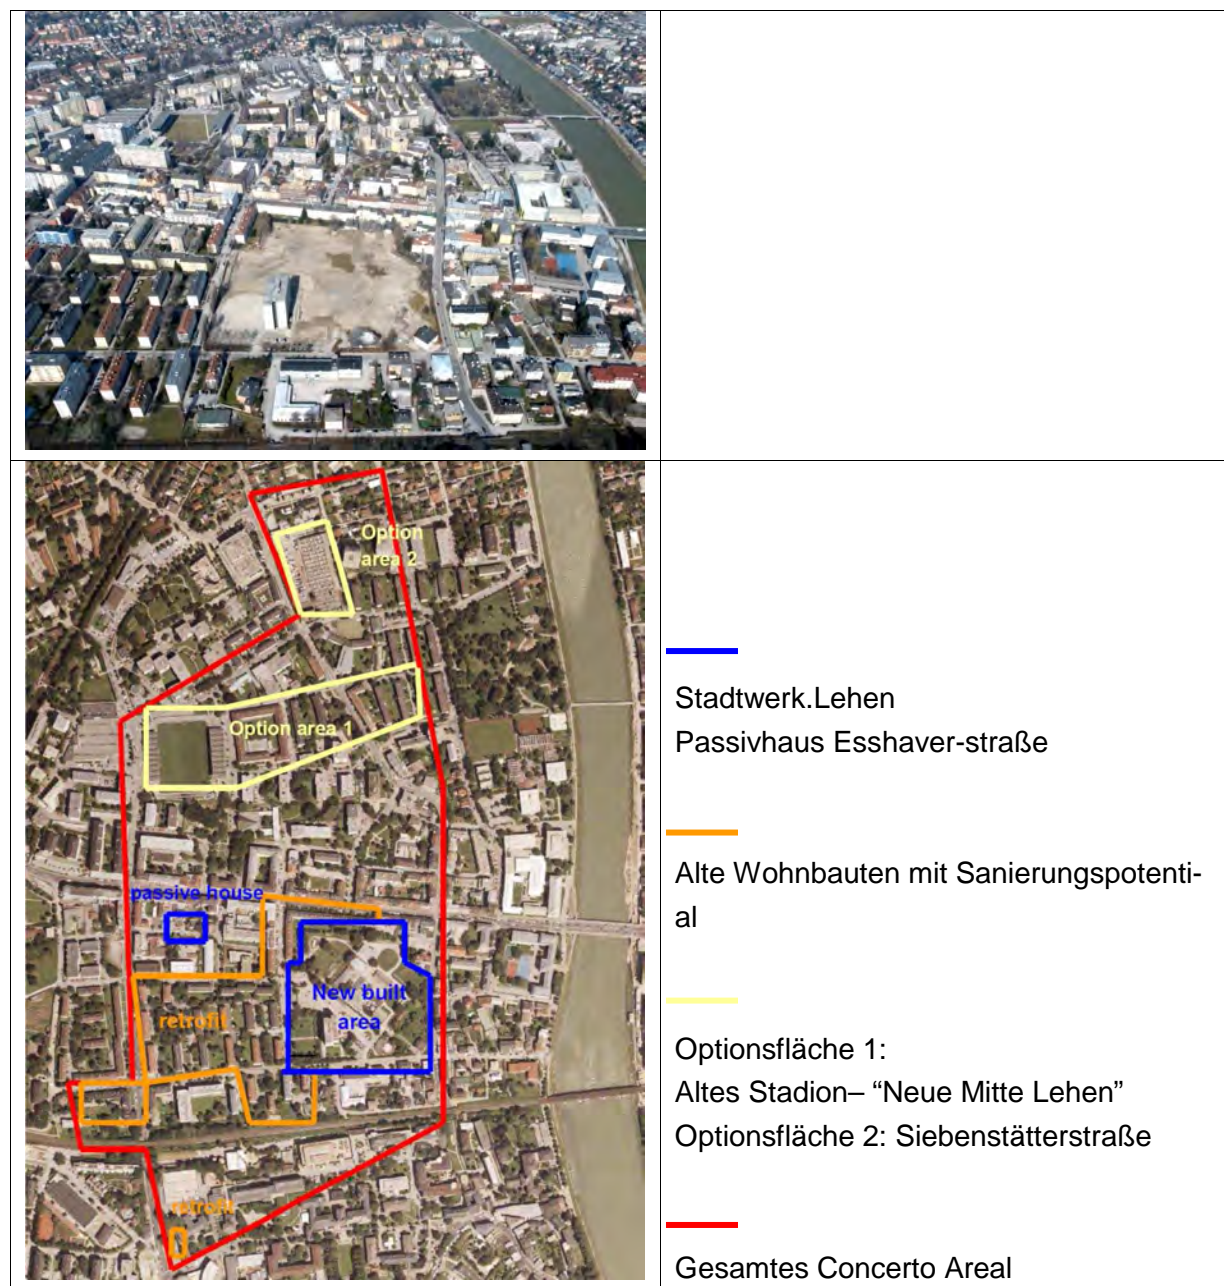 Option
area 2
Option area 1
passive house
New built
area
retrofit
retrofit
Stadtwerk.Lehen
Passivhaus Esshaver-straße
Alte Wohnbauten mit Sanierungspotenti-
al
Optionsfläche 1:
Altes Stadion– “Neue Mitte Lehen”
Optionsfläche 2: Siebenstätterstraße
Gesamtes Concerto Areal